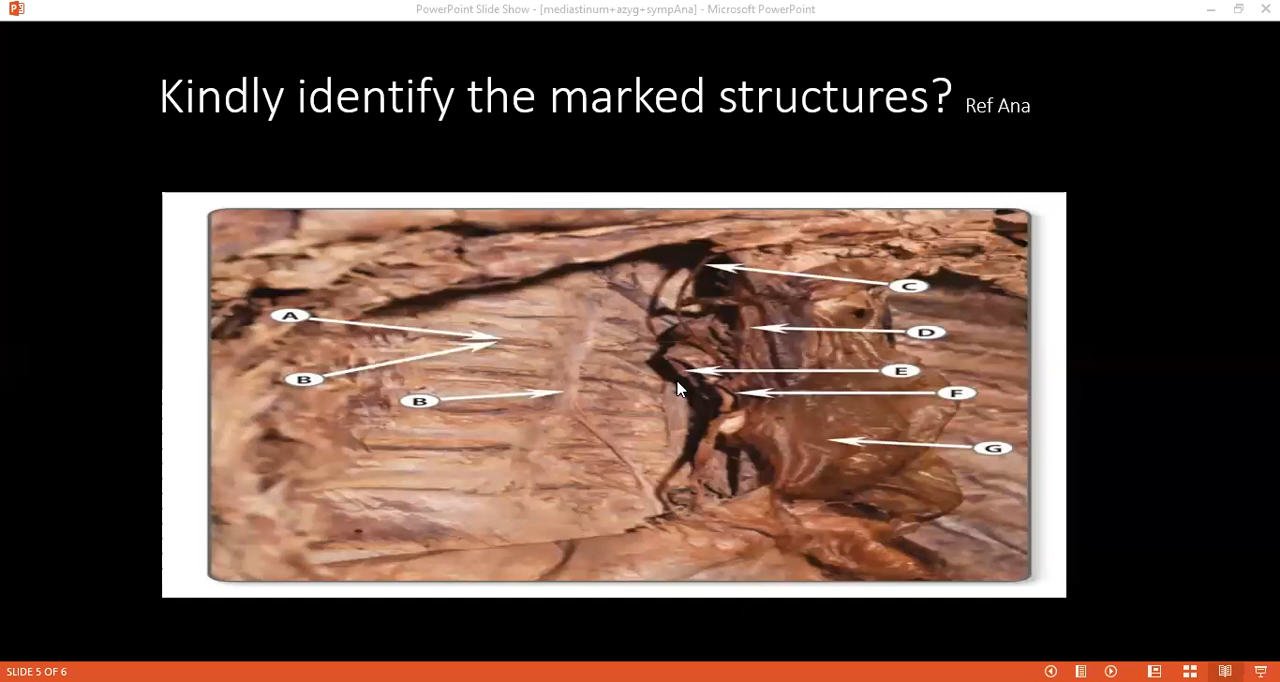 PowerPoint Slide Show - [mediastinum+azyg+sympAna] - Microsoft PowerPoint
Kindly identify the marked structures? Ref Ana
C
A
D
E
B
F
B
G
SLIDE 5 OF 6